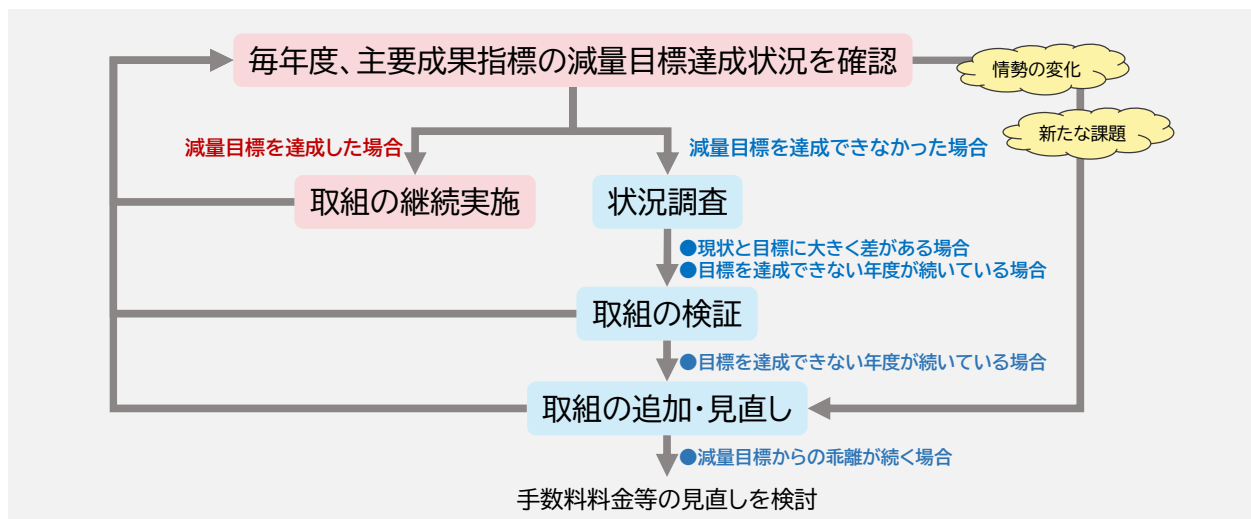 毎年度、主要成果指標の減量目標達成状況を確認
情勢の変化
新たな課題
減量目標を達成した場合
減量目標を達成できなかった場合
取組の継続実施
状況調査
●現状と目標に大きく差がある場合
●目標を達成できない年度が続いている場合
取組の検証
●目標を達成できない年度が続いている場合
取組の追加・見直し
●減量目標からの乖離が続く場合
手数料料金等の見直しを検討